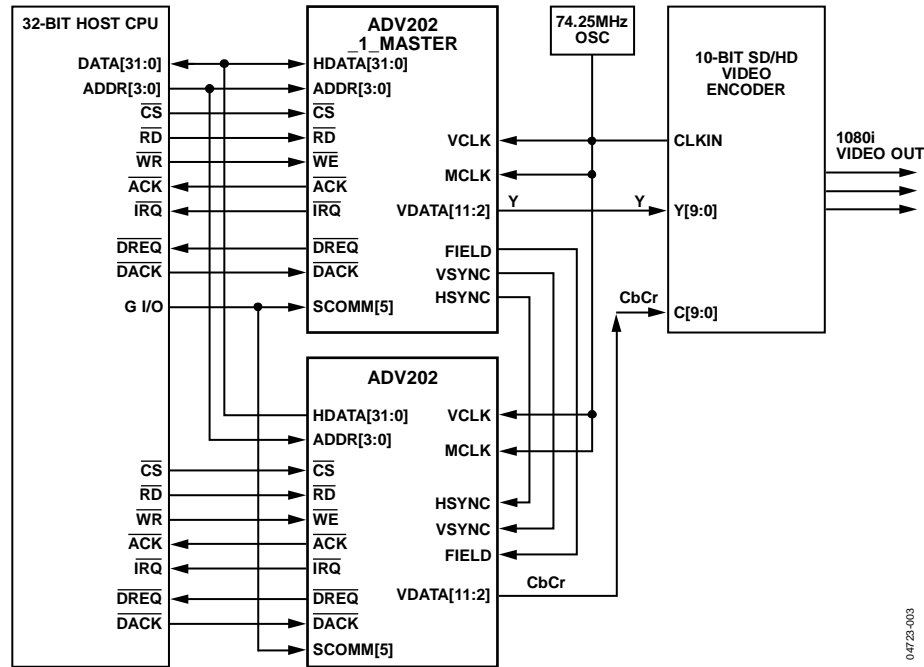 32-BIT HOST CPU
DATA[31:0]
ADDR[3:0]
CS
RD
WR
ACK
IRQ
DREQ
DACK
G I/O
CS
RD
WR
ACK
IRQ
DREQ
DACK
ADV202
_1_MASTER
HDATA[31:0]
ADDR[3:0]
CS
RD
WE
ACK
IRQ
DREQ
DACK
SCOMM[5]
VCLK
MCLK
VDATA[11:2]
FIELD
VSYNC
HSYNC
ADV202
HDATA[31:0]
ADDR[3:0]
CS
RD
WE
ACK
IRQ
DREQ
DACK
SCOMM[5]
VCLK
MCLK
HSYNC
VSYNC
FIELD
VDATA[11:2]
74.25MHz
OSC
Y
Y
CbCr
CbCr
10-BIT SD/HD
VIDEO
ENCODER
CLKIN
Y[9:0]
C[9:0]
1080i
VIDEO OUT
04723-003